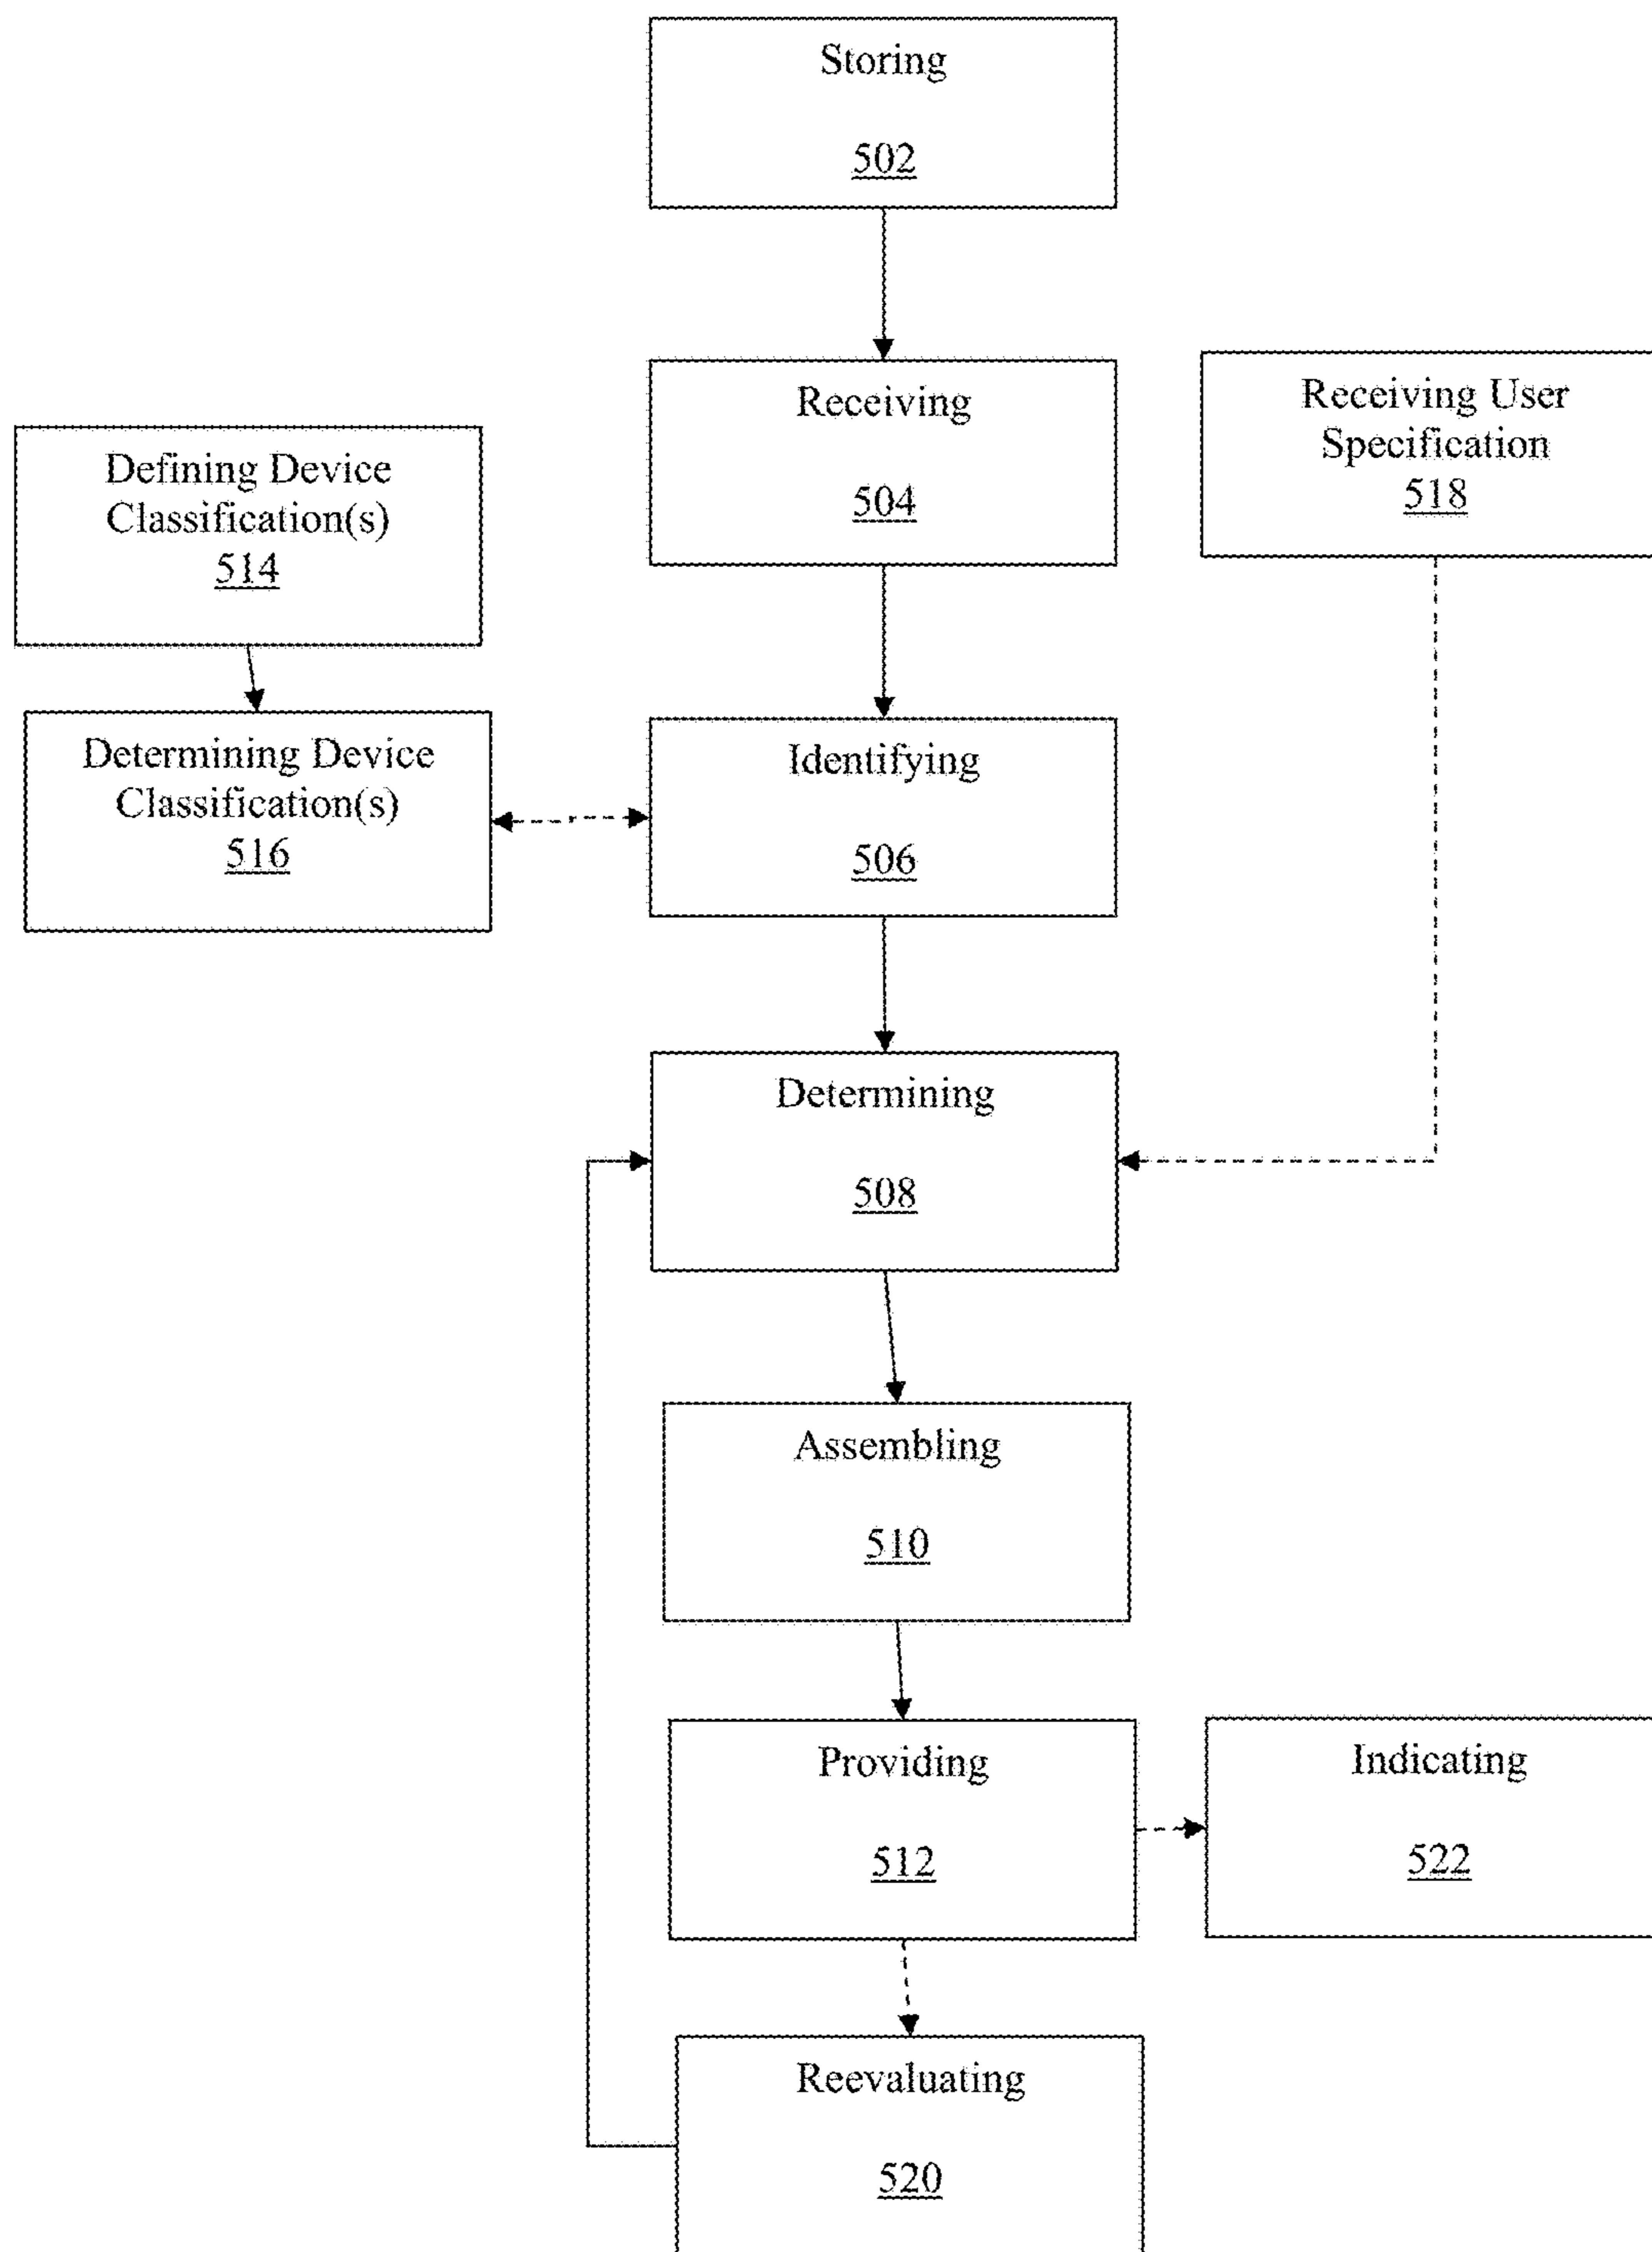 Storing
502
Receiving
504
Receiving User
Specification
518
Defining Device
Classification(s)
514
Determining Device
Classification(s)
516
Identifying
506
Determining
508
Assembling
510
Providing
512
Indicating
522
Reevaluating
520